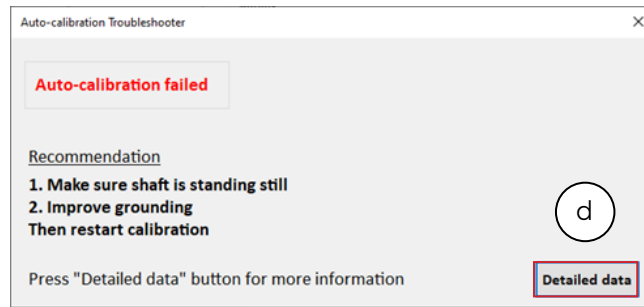 Auto-calibration Troubleshooter
Auto-calibration failed
Recommendation
1. Make sure shaft is standing still
2. Improve grounding
Then restart calibration
d
Press "Detailed data" button for more information
Detailed data